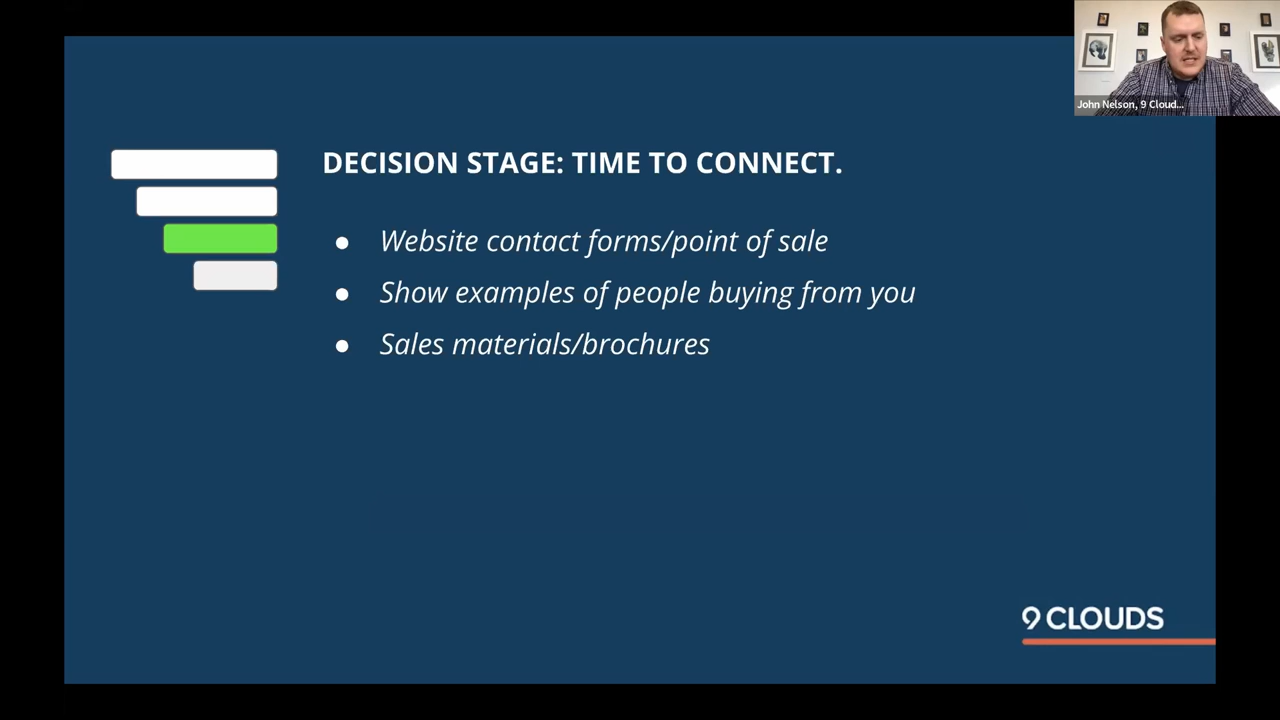 John Nelson, 9 Cloud...
DECISION STAGE: TIME TO CONNECT.
● Website contact forms/point of sale
● Show examples of people buying from you
● Sales materials/brochures
9 CLOUDS